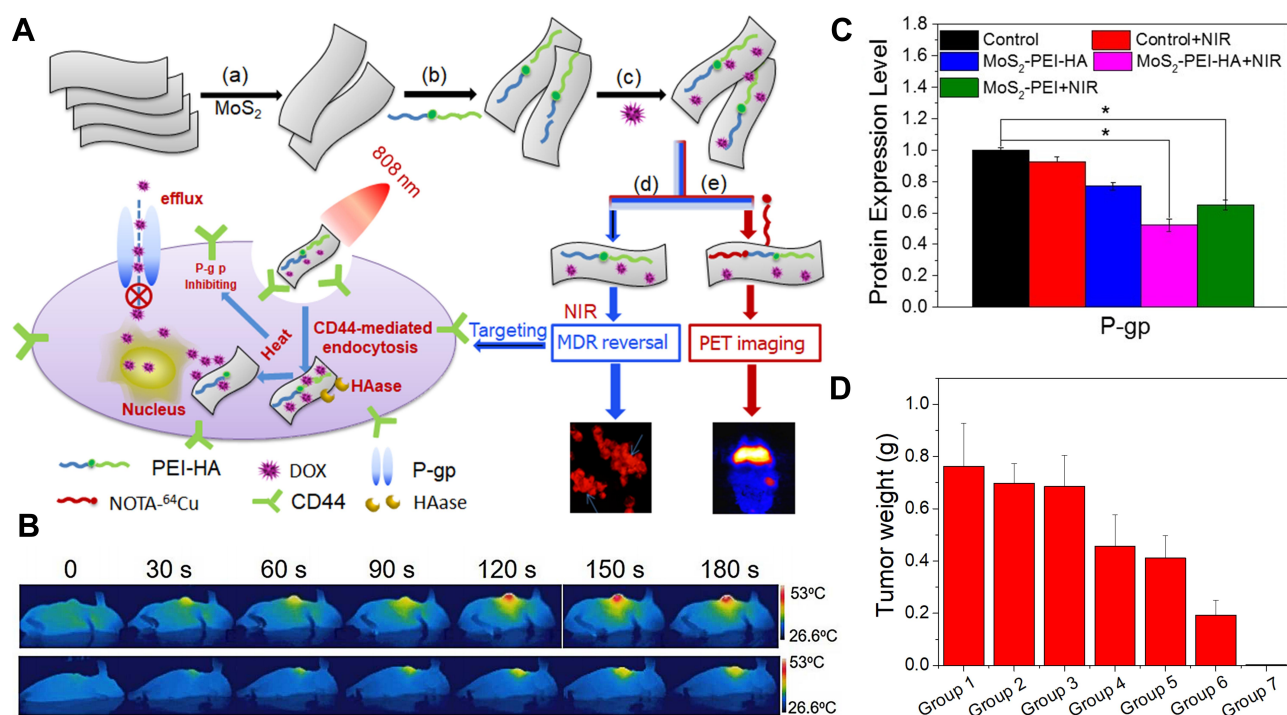 A
(a)
MoS2
(b)
(c)
808 nm
efflux
P-g p
Inhibiting
Heat
CD44-mediated
endocytosis
HAase
Nucleus
Targeting
(d)
(e)
NIR
MDR reversal
PET imaging
PEI-HA
DOX
P-gp
NOTA-64Cu
CD44
HAase
B
0 30 s 60 s 90 s 120 s 150 s 180 s
53ºC
26.6ºC
53ºC
26.6ºC
C
Protein Expression Level
1.8
1.6
1.4
1.2
1.0
0.8
0.6
0.4
0.2
0.0
Control Control+NIR
MoS2-PEI-HA MoS2-PEI-HA+NIR
MoS2-PEI+NIR
*
*
P-gp
D
Tumor weight (g)
1.0
0.8
0.6
0.4
0.2
0.0
Group 1 Group 2 Group 3 Group 4 Group 5 Group 6 Group 7